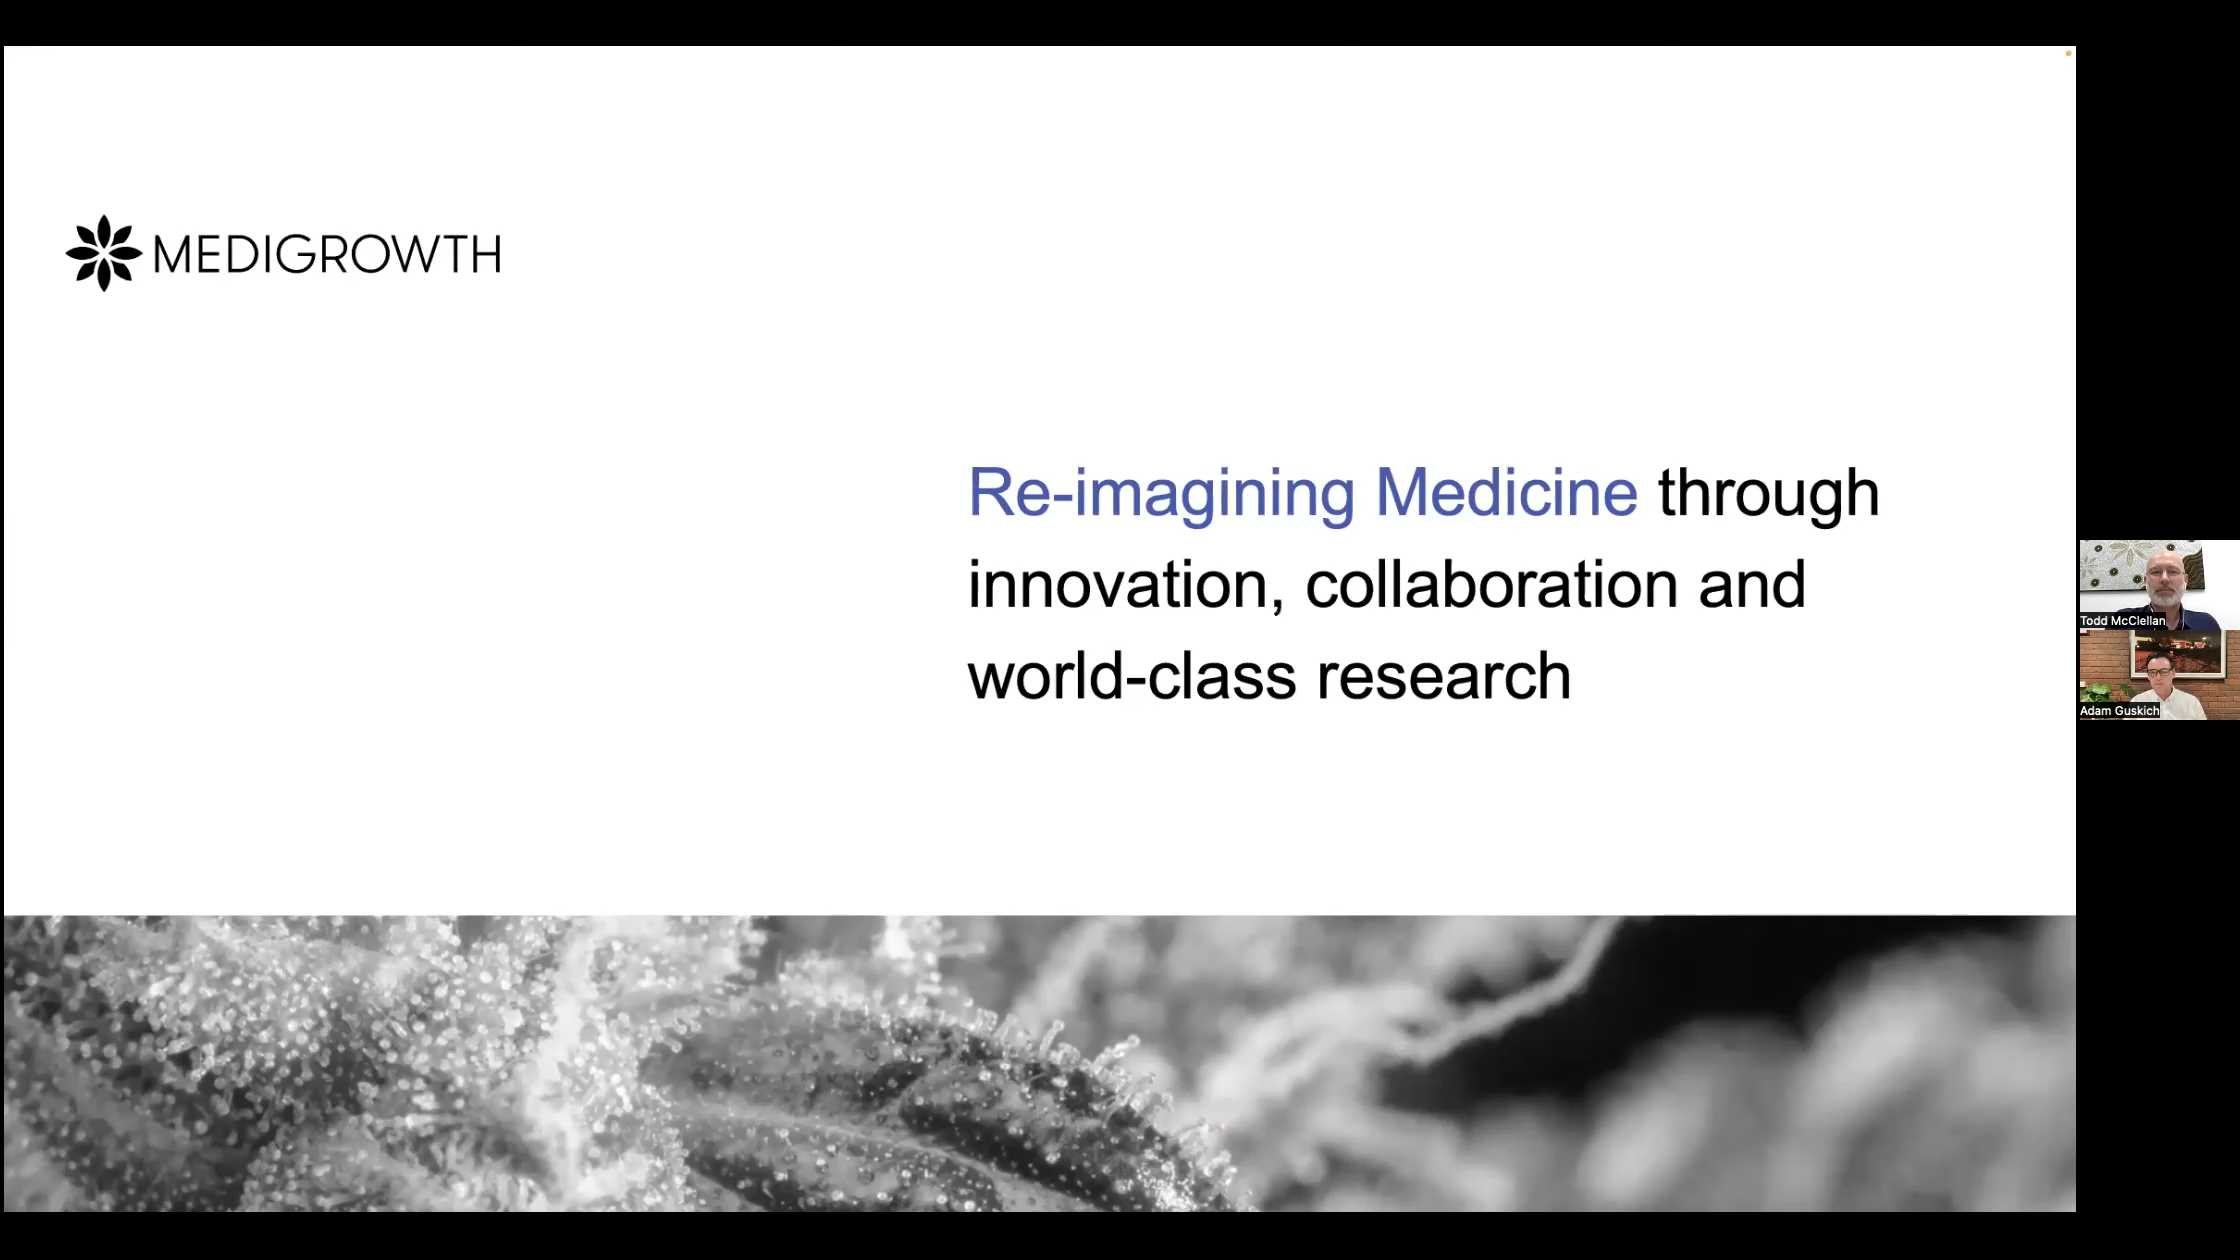 MEDIGROWTH
Re-imagining Medicine through
innovation, collaboration and
world-class research
Todd McClellan
Adam Guskich